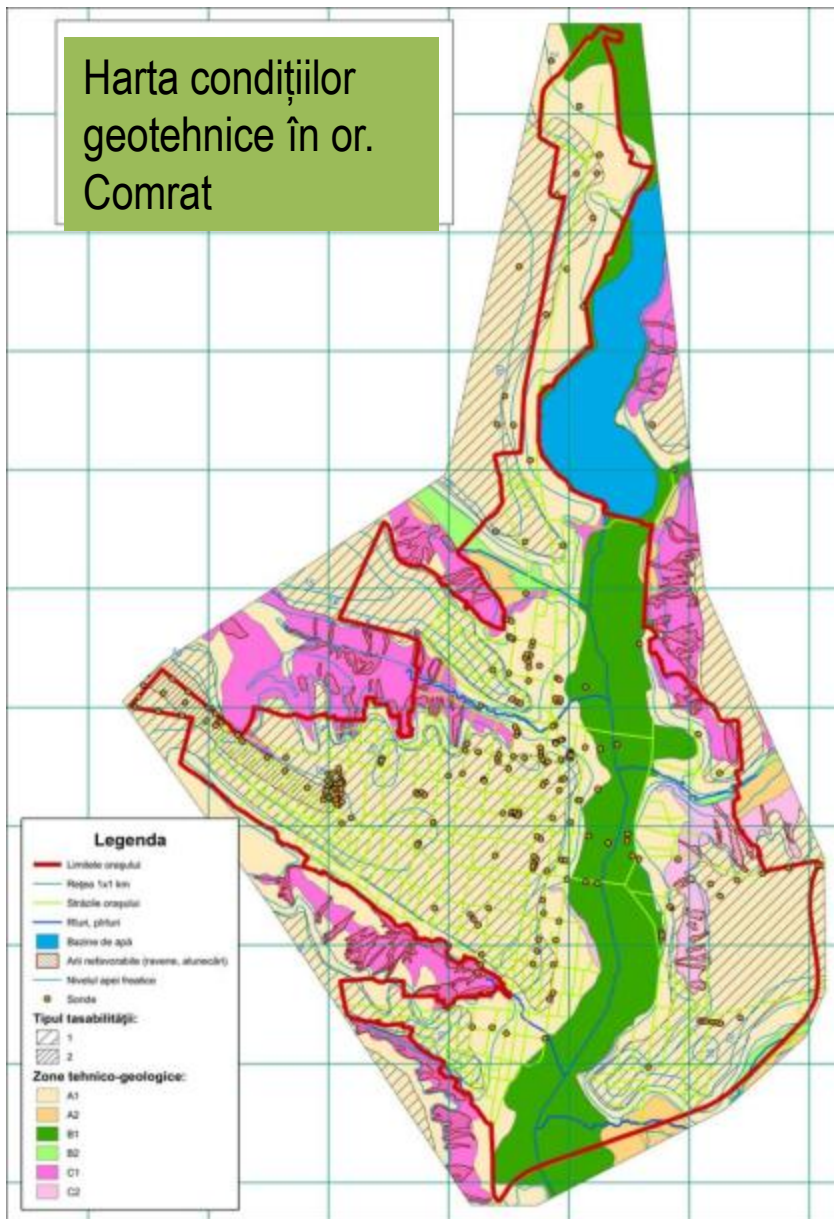 Harta condițiilor
geotehnice în or.
Comrat
Legenda
Limitele orașului
Rețea 1x1 km
Străzile orașului
Rîuri, pîrîuri
Bazine de apă
Arii nefavorabile (ravene, alunecări)
Nivelul apei freatice
Sonde
Tipul tasabilității:
1
2
Zone tehnico-geologice:
A1
A2
B1
B2
C1
C2